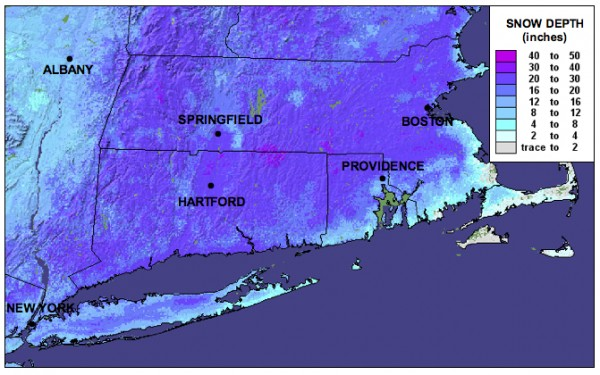 SNOW DEPTH
(inches)
40 to 50
30 to 40
20 to 30
16 to 20
12 to 16
8 to 12
4 to 8
2 to 4
trace to 2
ALBANY
SPRINGFIELD
BOSTON
PROVIDENCE
HARTFORD
NEW YORK